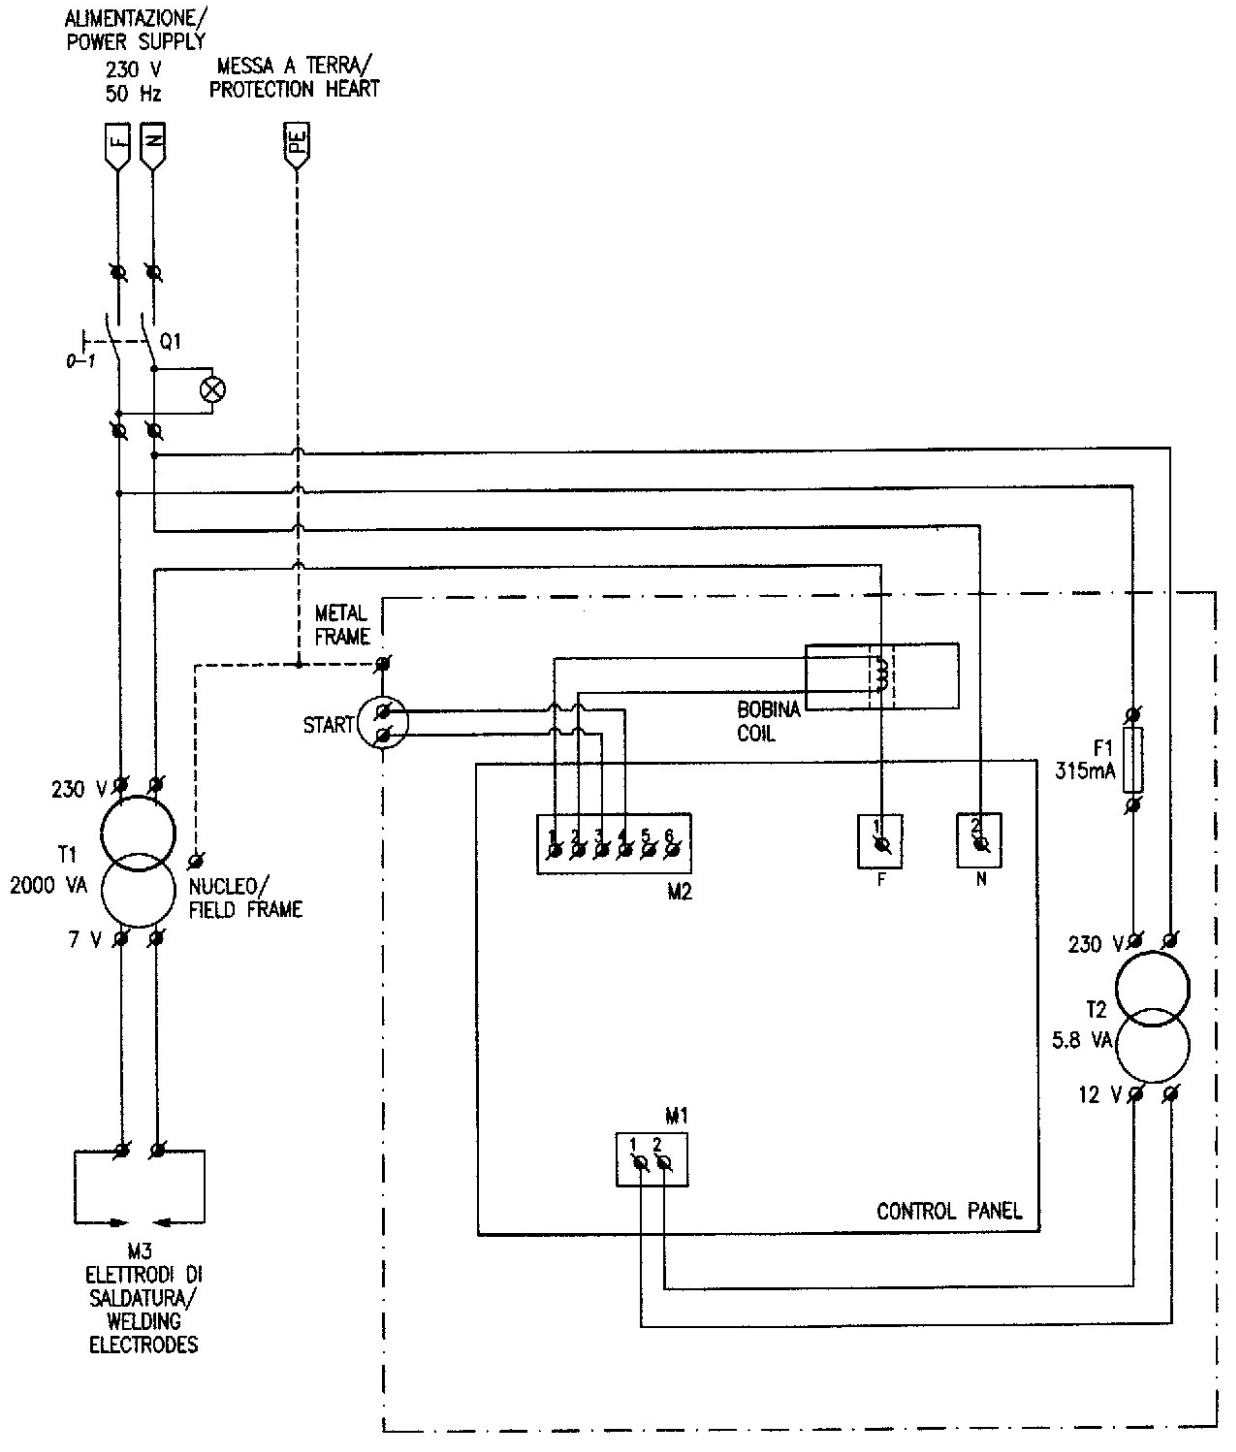 ALIMENTAZIONE/
POWER SUPPLY
230 V
50 Hz
MESSA A TERRA/
PROTECTION HEART
F
N
PE
Q1
0-1
METAL
FRAME
START
BOBINA
COIL
F1
315mA
230 V
T1
2000 VA
7 V
NUCLEO/
FIELD FRAME
1 2 3 4 5 6
M2
1
F
2
N
230 V
T2
5.8 VA
12 V
M1
1 2
CONTROL PANEL
M3
ELETTRODI DI
SALDATURA/
WELDING
ELECTRODES